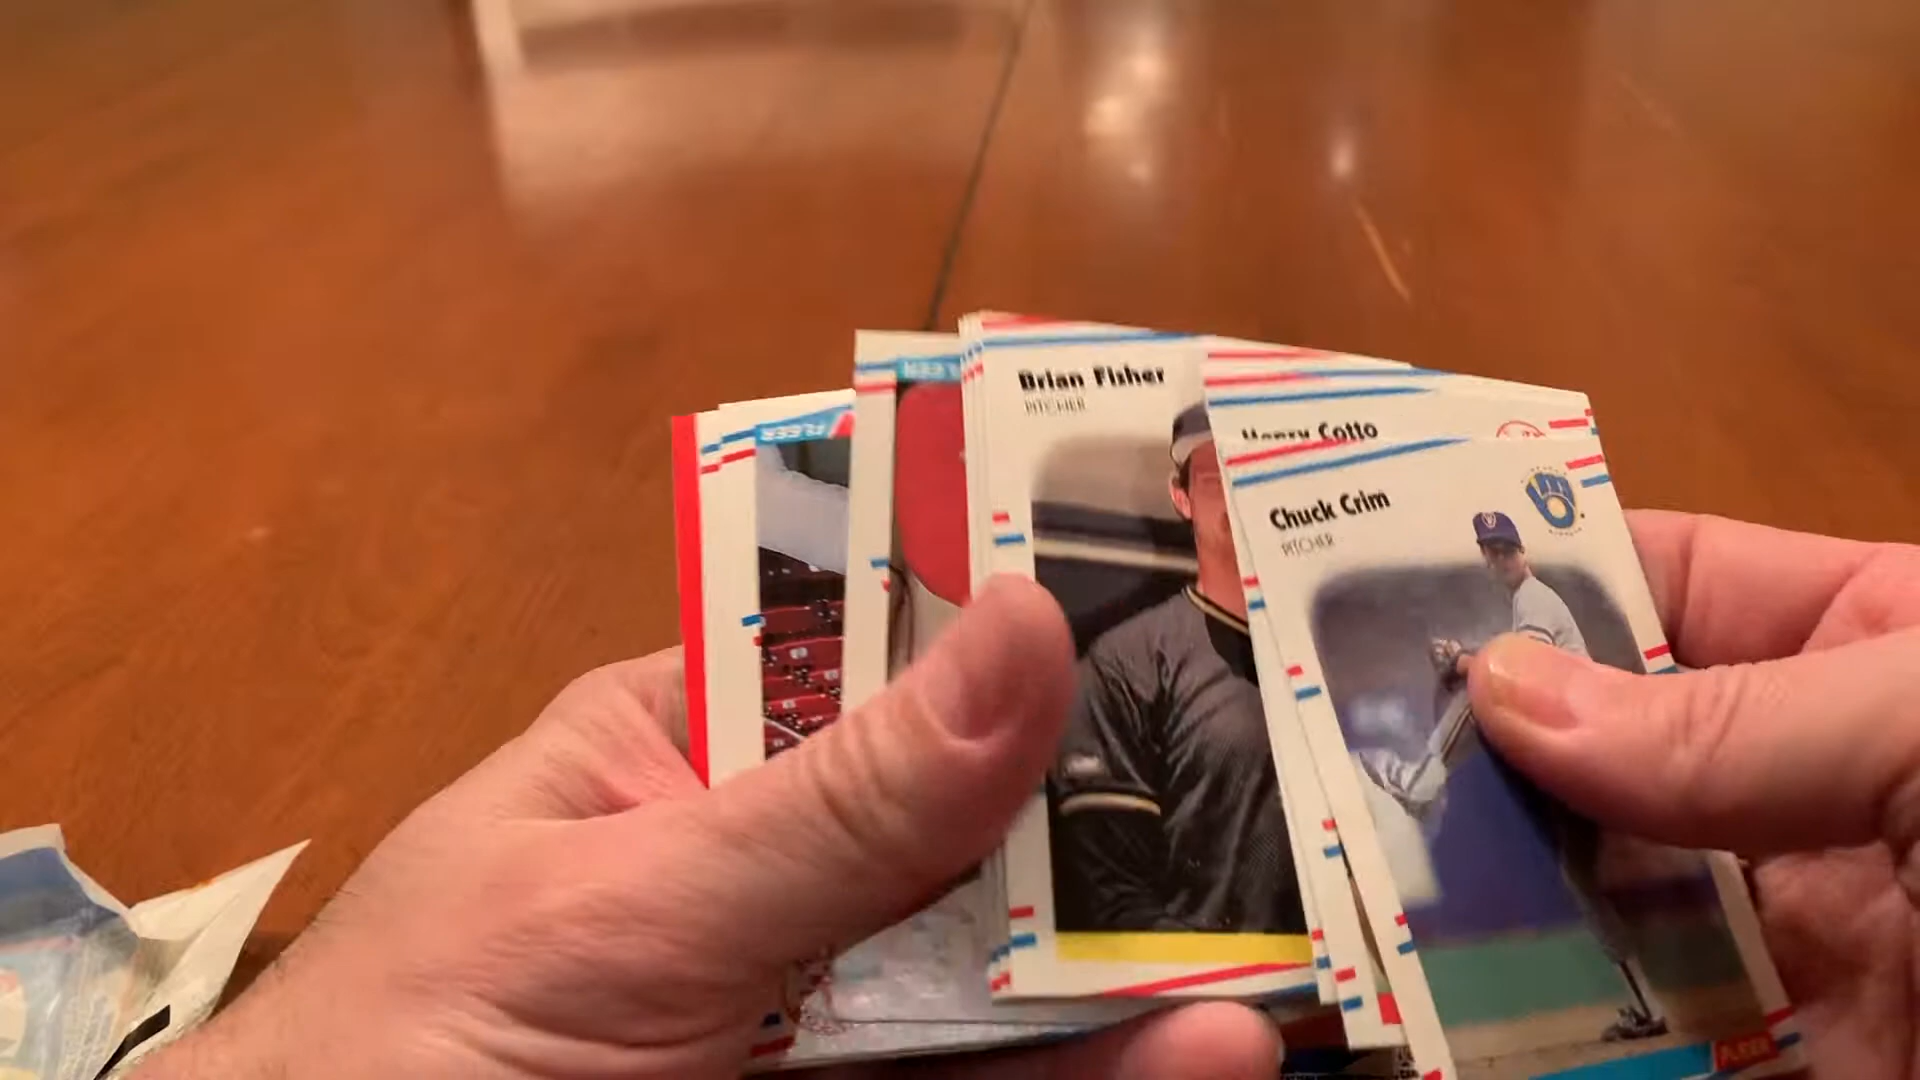 FLEER
Brian Fisher
PITCHER
Henry Cotto
Chuck Crim
PITCHER
FLEER